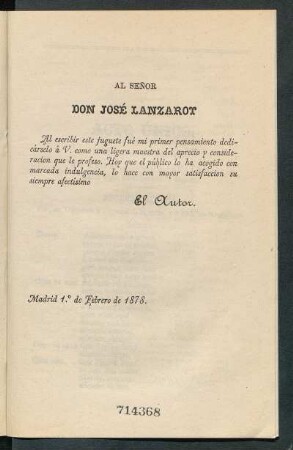 AL SEÑOR
DON JOSÉ LANZAROT
Al escribir este juguete fué mi primer pensamiento dedi-
cárselo á V. como una ligera muestra del aprecio y conside-
racion que le profeso. Hoy que el público lo ha acogido con
marcada indulgencia, lo hace con mayor satisfaccion su
siempre afectísimo
El Autor.
Madrid 1.º de Febrero de 1878.
714368